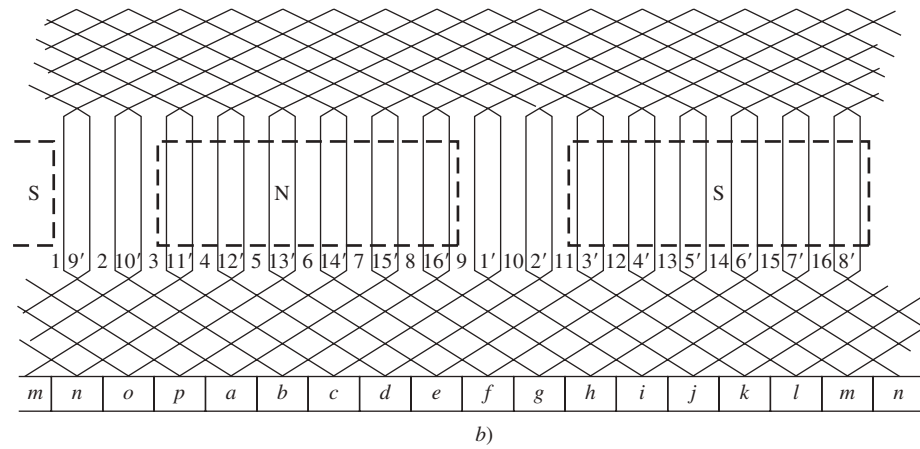 S N S
1 9′ 2 10′ 3 11′ 4 12′ 5 13′ 6 14′ 7 15′ 8 16′ 9 1′ 10 2′ 11 3′ 12 4′ 13 5′ 14 6′ 15 7′ 16 8′
m n o p a b c d e f g h i j k l m n
b)